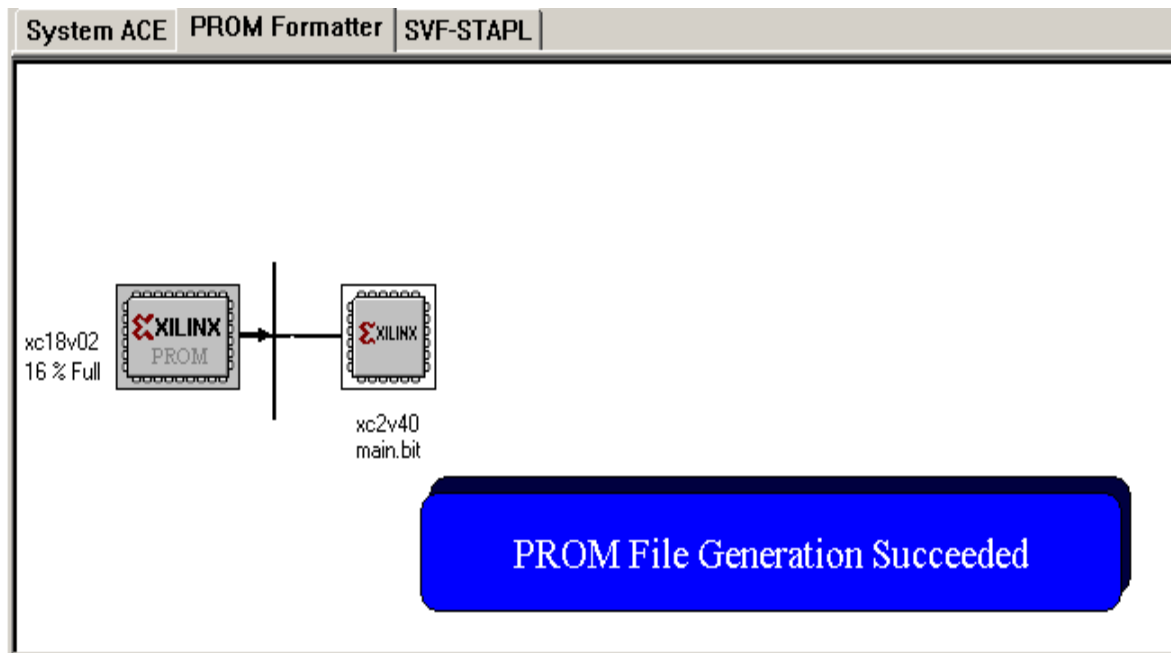 System ACE PROM Formatter SVF-STAPL
XILINX
PROM
xc18v02
16 % Full
XILINX
xc2v40
main.bit
PROM File Generation Succeeded